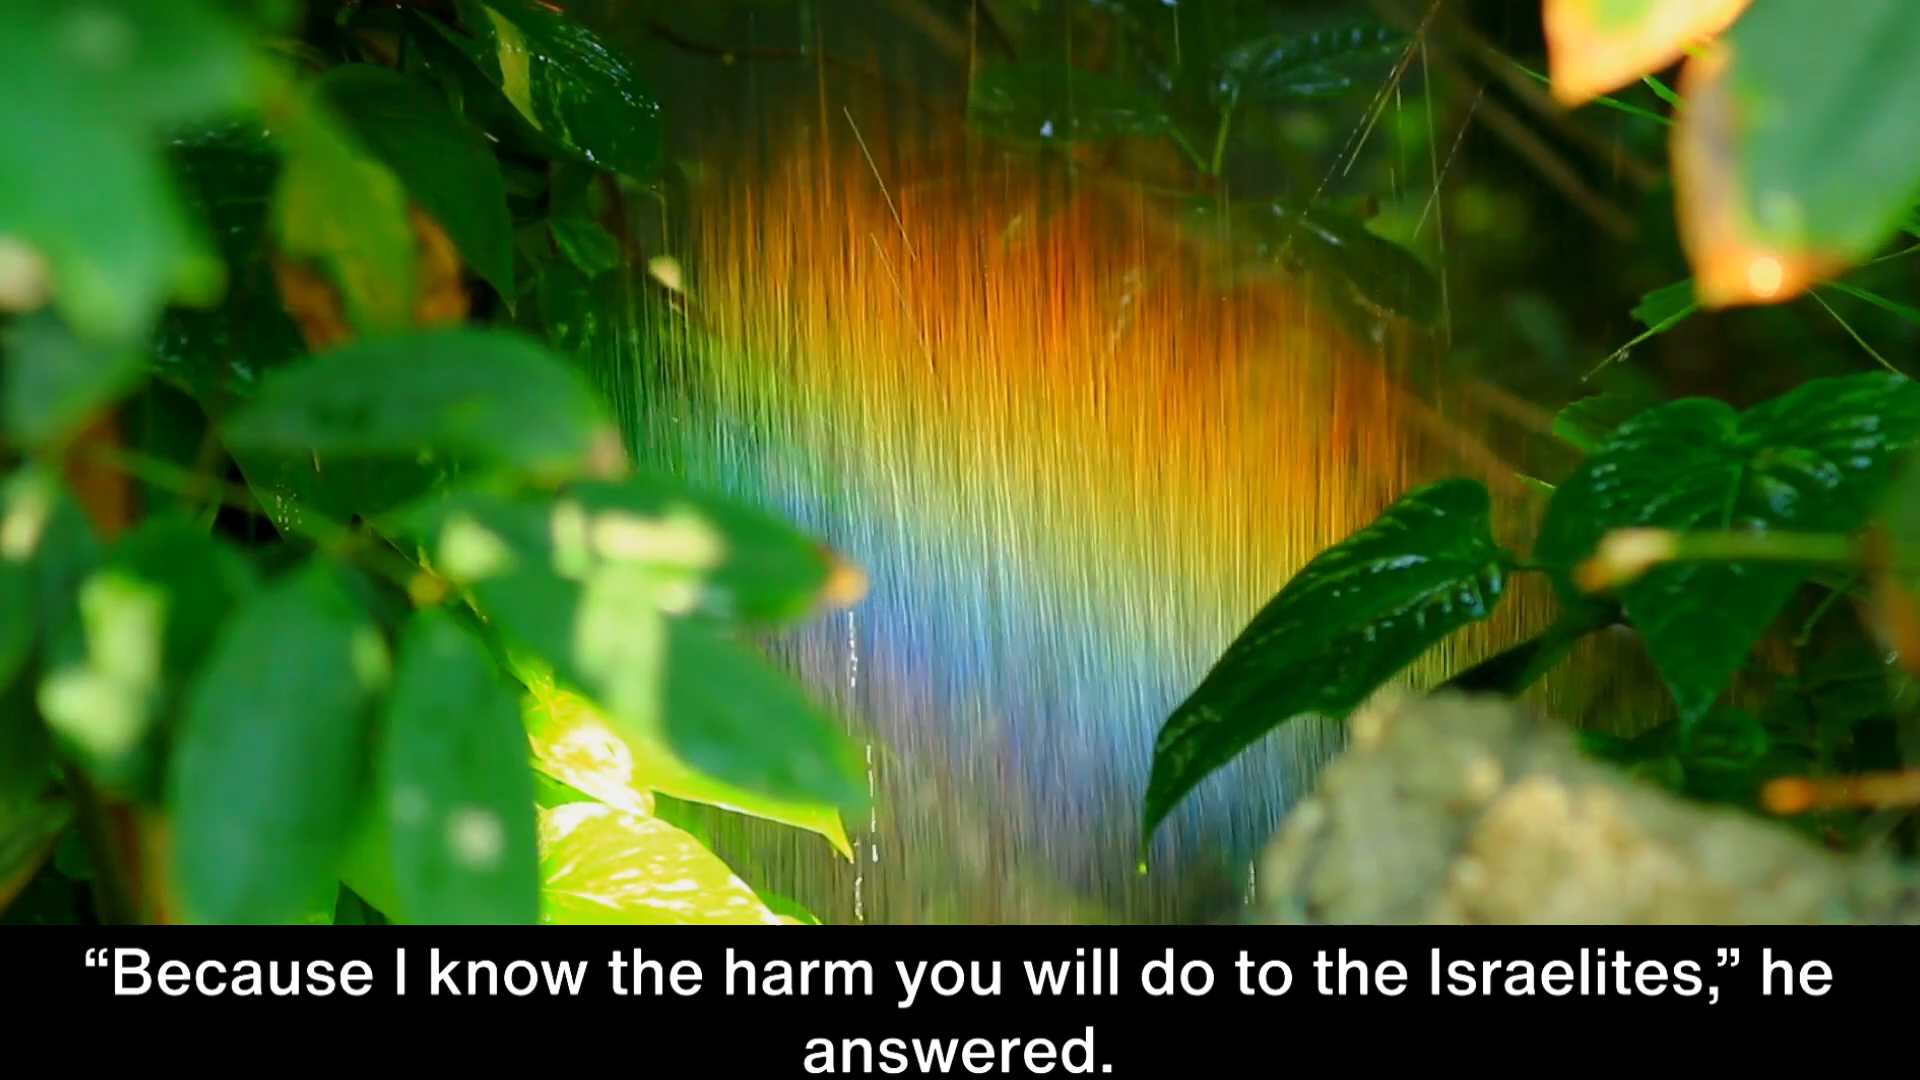 “Because I know the harm you will do to the Israelites,” he
answered.